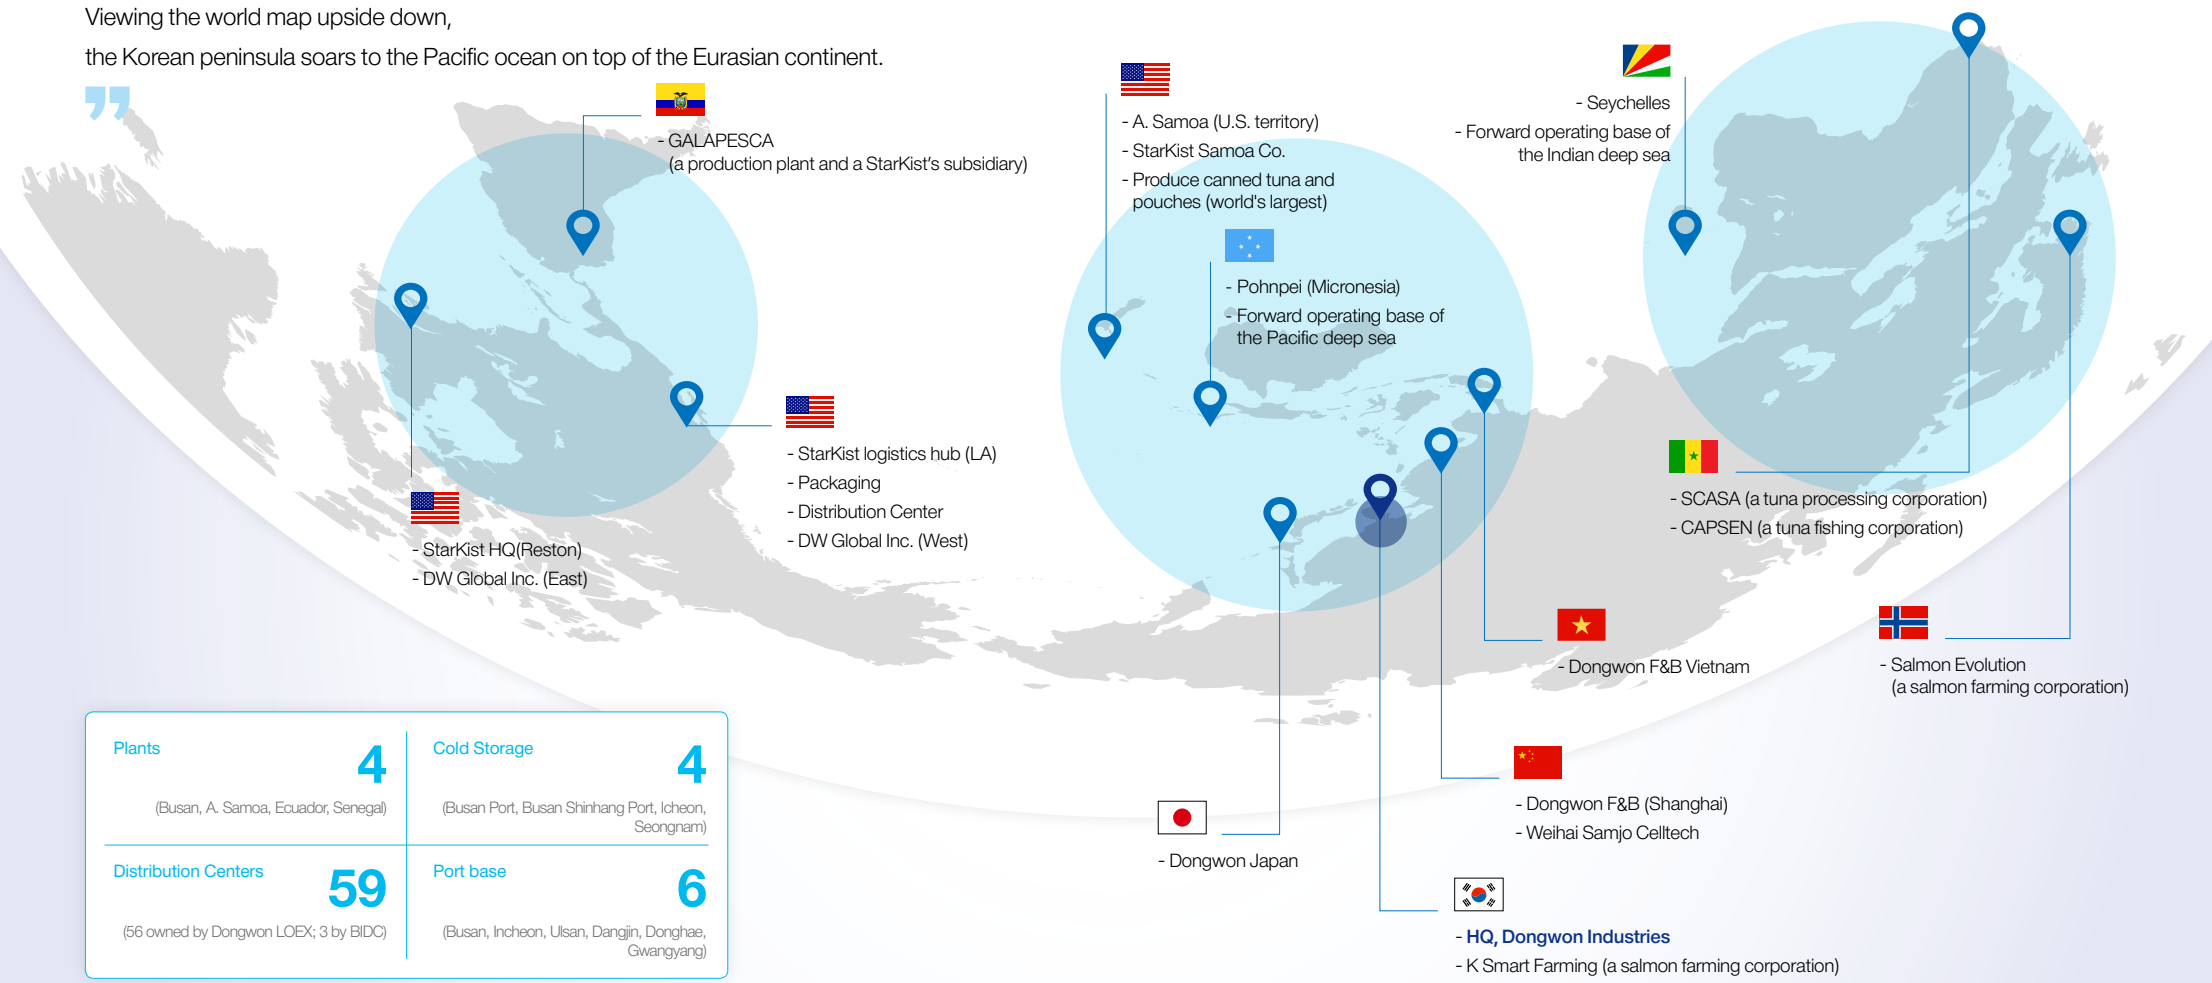 Viewing the world map upside down,
the Korean peninsula soars to the Pacific ocean on top of the Eurasian continent.
”
- GALAPESCA
(a production plant and a StarKist's subsidiary)
- A. Samoa (U.S. territory)
- StarKist Samoa Co.
- Produce canned tuna and
pouches (world's largest)
- Pohnpei (Micronesia)
- Forward operating base of
the Pacific deep sea
- Seychelles
- Forward operating base of
the Indian deep sea
- StarKist HQ(Reston)
- DW Global Inc. (East)
- StarKist logistics hub (LA)
- Packaging
- Distribution Center
- DW Global Inc. (West)
- SCASA (a tuna processing corporation)
- CAPSEN (a tuna fishing corporation)
- Dongwon F&B Vietnam
- Salmon Evolution
(a salmon farming corporation)
- Dongwon F&B (Shanghai)
- Weihai Samjo Celltech
- Dongwon Japan
- HQ, Dongwon Industries
- K Smart Farming (a salmon farming corporation)
Plants
4
(Busan, A. Samoa, Ecuador, Senegal)
Cold Storage
4
(Busan Port, Busan Shinhang Port, Icheon,
Seongnam)
Distribution Centers
59
(56 owned by Dongwon LOEX; 3 by BIDC)
Port base
6
(Busan, Incheon, Ulsan, Dangjin, Donghae,
Gwangyang)